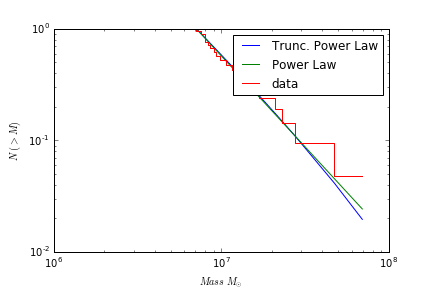 10⁰
Trunc. Power Law
Power Law
data
10⁻¹
N (> M)
10⁻²
10⁶
10⁷
10⁸
Mass M☉